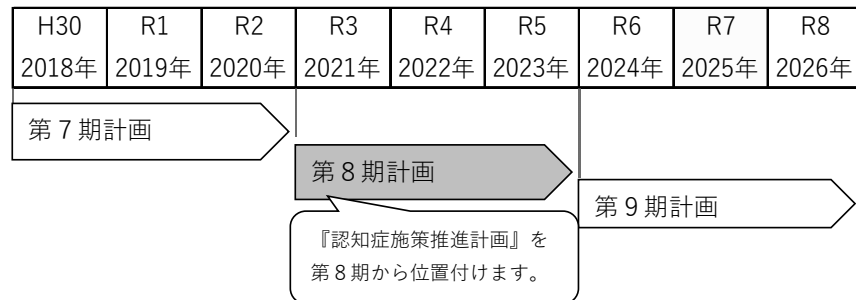 H30 R1 R2 R3 R4 R5 R6 R7 R8
2018年 2019年 2020年 2021年 2022年 2023年 2024年 2025年 2026年
第７期計画
第８期計画
第９期計画
『認知症施策推進計画』を
第８期から位置付けます。